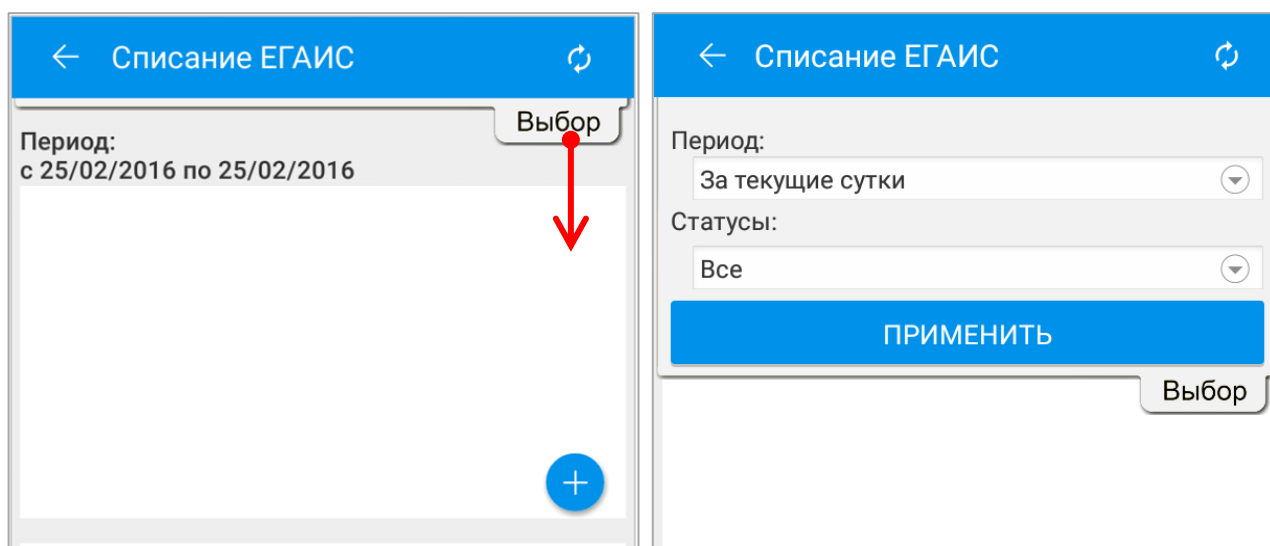 Списание ЕГАИС
Выбор
Период:
с 25/02/2016 по 25/02/2016
Списание ЕГАИС
Период:
За текущие сутки
Статусы:
Все
ПРИМЕНИТЬ
Выбор